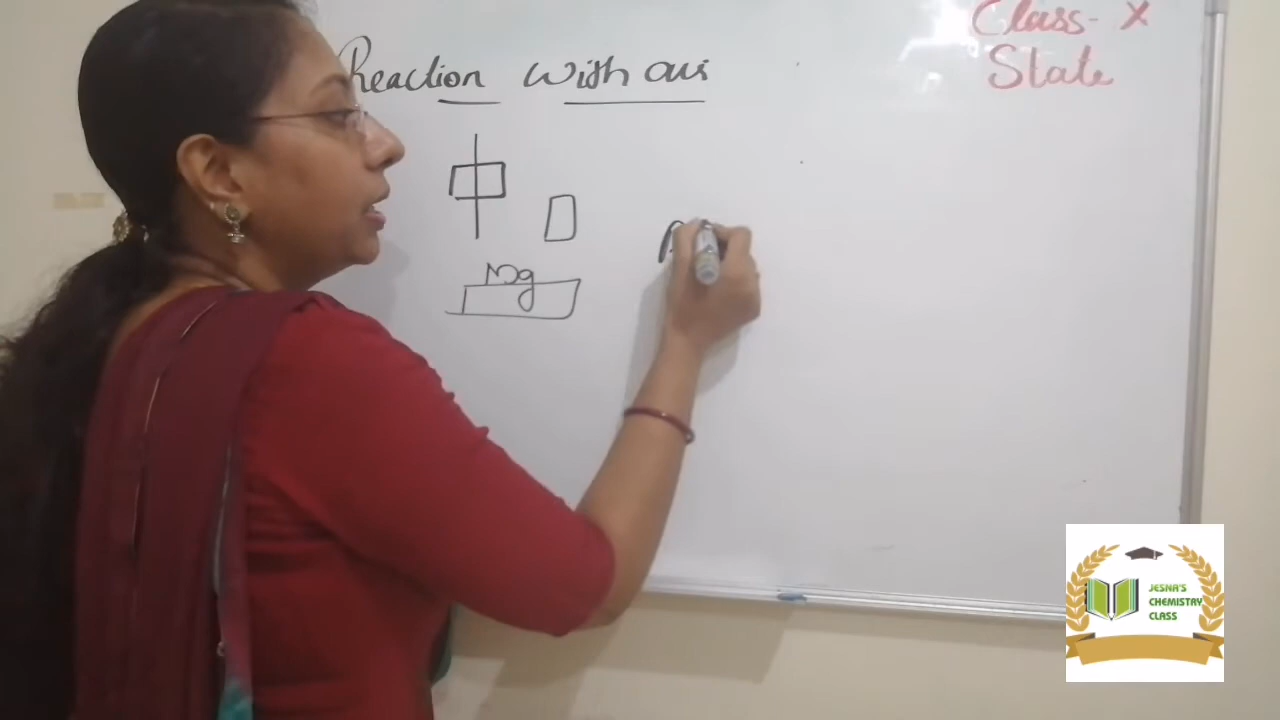 Reaction with air
Class- X
State
Mg
JESNA'S
CHEMISTRY
CLASS